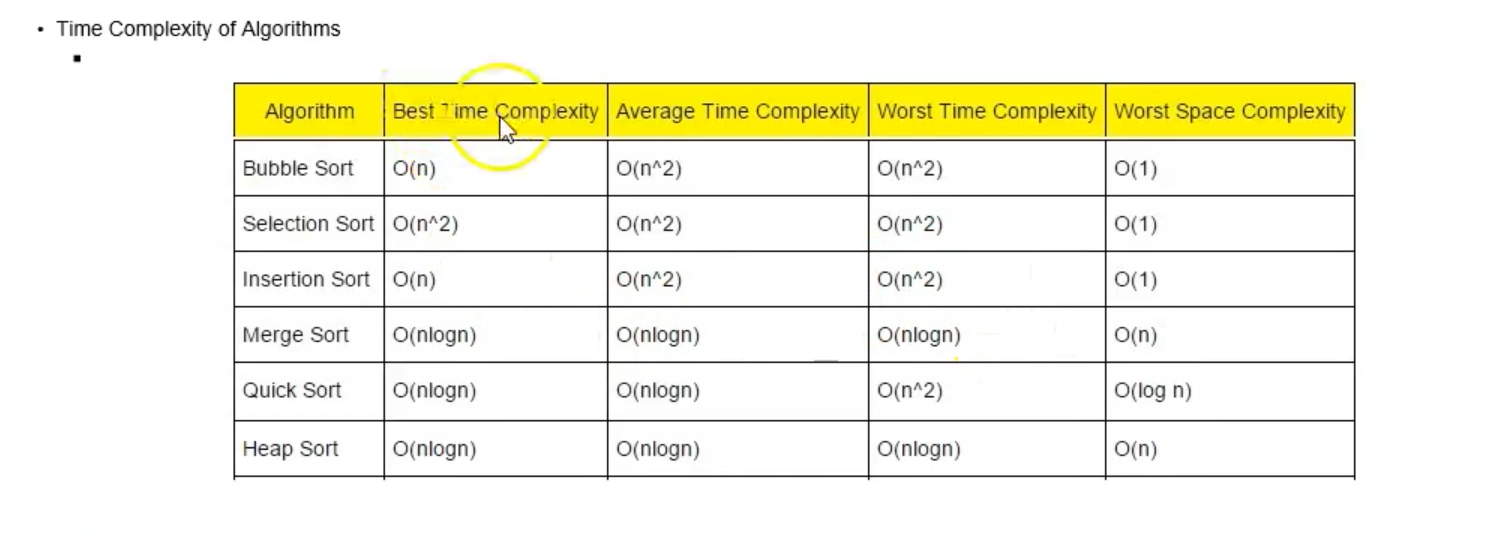 Time Complexity of Algorithms
Algorithm Best Time Complexity Average Time Complexity Worst Time Complexity Worst Space Complexity
Bubble Sort O(n) O(n^2) O(n^2) O(1)
Selection Sort O(n^2) O(n^2) O(n^2) O(1)
Insertion Sort O(n) O(n^2) O(n^2) O(1)
Merge Sort O(nlogn) O(nlogn) O(nlogn) O(n)
Quick Sort O(nlogn) O(nlogn) O(n^2) O(log n)
Heap Sort O(nlogn) O(nlogn) O(nlogn) O(n)